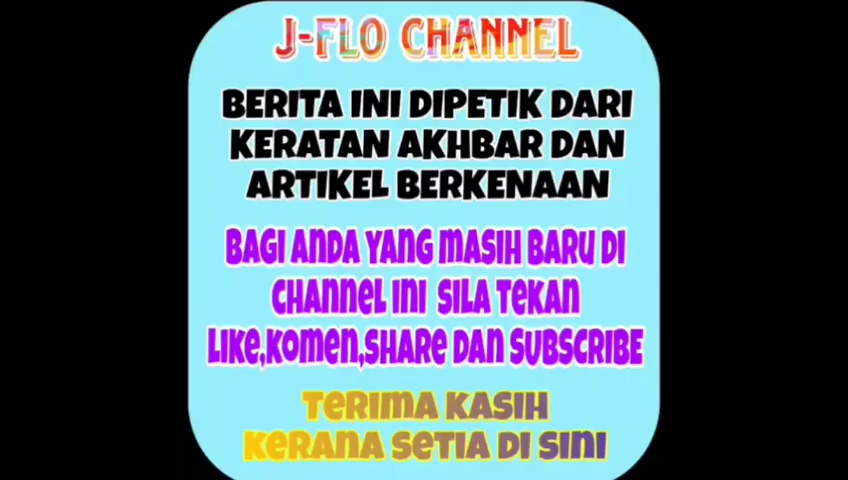 J-FLO CHANNEL
BERITA INI DIPETIK DARI
KERATAN AKHBAR DAN
ARTIKEL BERKENAAN
BAGI ANDA YANG MASIH BARU DI
CHANNEL INI SILA TEKAN
LIKE,KOMEN,SHARE DAN SUBSCRIBE
TERIMA KASIH
KERANA SETIA DI SINI